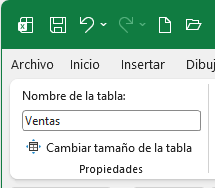 Archivo Inicio Insertar Dibuj
Nombre de la tabla:
Ventas
Cambiar tamaño de la tabla
Propiedades